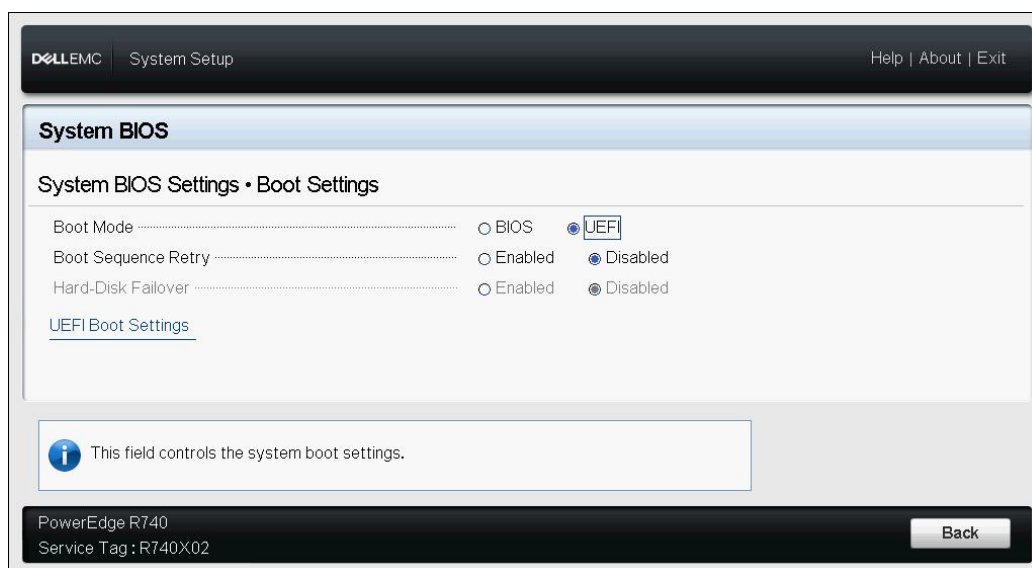 DELLEMC System Setup Help | About | Exit
System BIOS
System BIOS Settings • Boot Settings
Boot Mode BIOS UEFI
Boot Sequence Retry Enabled Disabled
Hard-Disk Failover Enabled Disabled
UEFI Boot Settings
This field controls the system boot settings.
PowerEdge R740
Service Tag : R740X02
Back